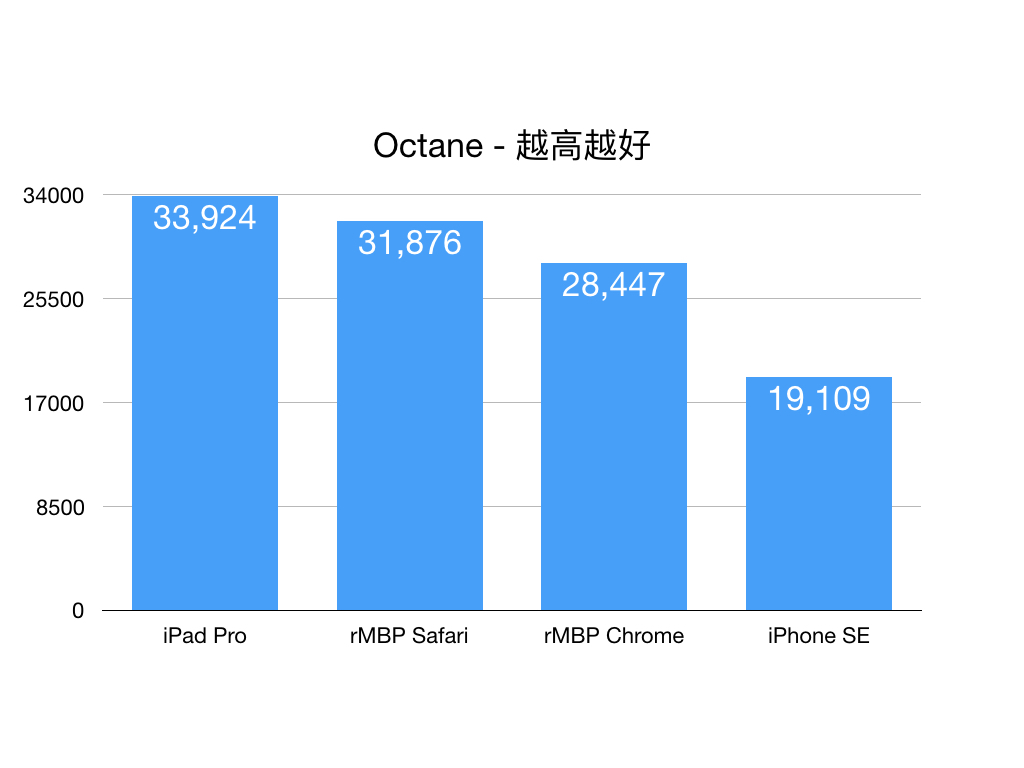 Octane - 越高越好
34000
25500
17000
8500
0
33,924
31,876
28,447
19,109
iPad Pro
rMBP Safari
rMBP Chrome
iPhone SE